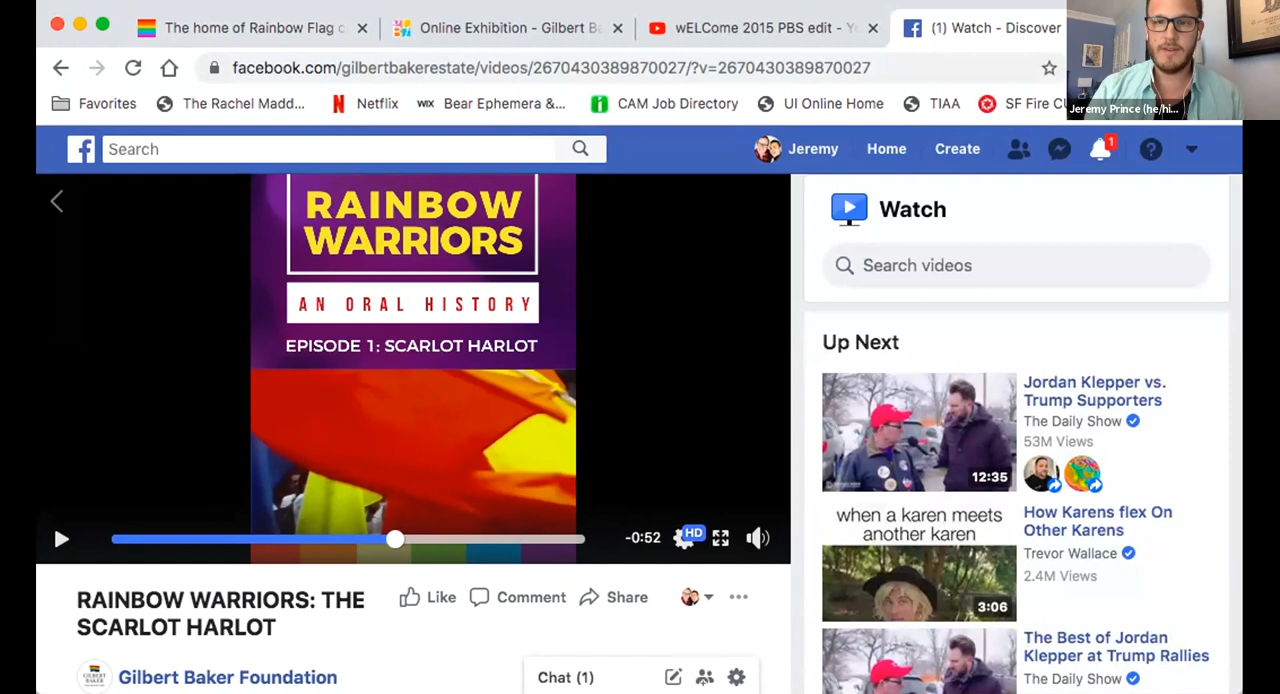 The home of Rainbow Flag c
Online Exhibition - Gilbert Ba
wELCome 2015 PBS edit - Y
(1) Watch - Discover
facebook.com/gilbertbakerestate/videos/2670430389870027/?v=2670430389870027
Favorites
The Rachel Madd...
Netflix
WIX Bear Ephemera &...
CAM Job Directory
UI Online Home
TIAA
SF Fire
Jeremy Prince (he/hi...
Search
Jeremy
Home
Create
1
RAINBOW
WARRIORS
AN ORAL HISTORY
EPISODE 1: SCARLOT HARLOT
-0:52
HD
RAINBOW WARRIORS: THE
SCARLOT HARLOT
Like
Comment
Share
GILBERT
BAKER
Gilbert Baker Foundation
Chat (1)
Watch
Search videos
Up Next
12:35
Jordan Klepper vs.
Trump Supporters
The Daily Show
53M Views
when a karen meets
another karen
3:06
How Karens flex On
Other Karens
Trevor Wallace
2.4M Views
The Best of Jordan
Klepper at Trump Rallies
The Daily Show